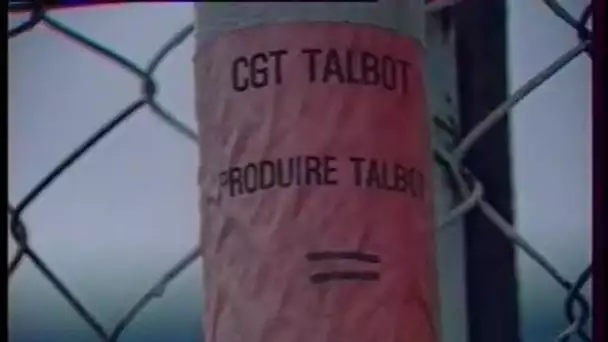 CGT TALBOT
PRODUIRE TALBOT
=